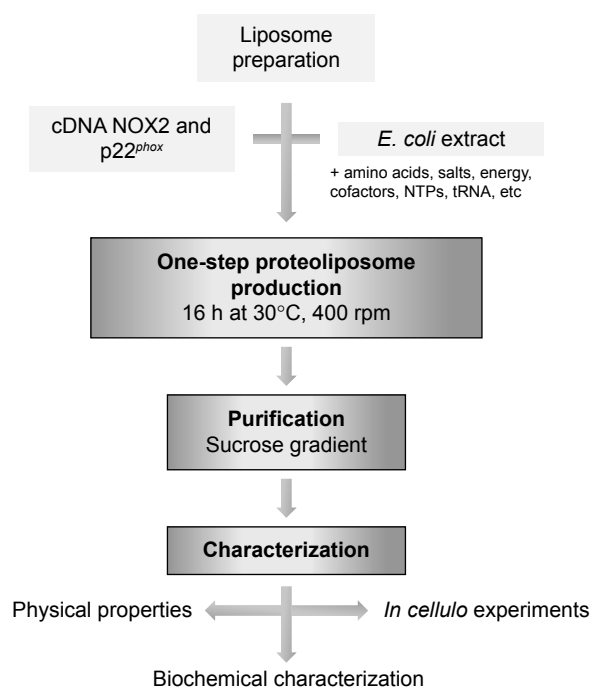 Liposome
preparation
cDNA NOX2 and
p22phox
E. coli extract
+ amino acids, salts, energy,
cofactors, NTPs, tRNA, etc
One-step proteoliposome
production
16 h at 30°C, 400 rpm
Purification
Sucrose gradient
Characterization
Physical properties
In cellulo experiments
Biochemical characterization